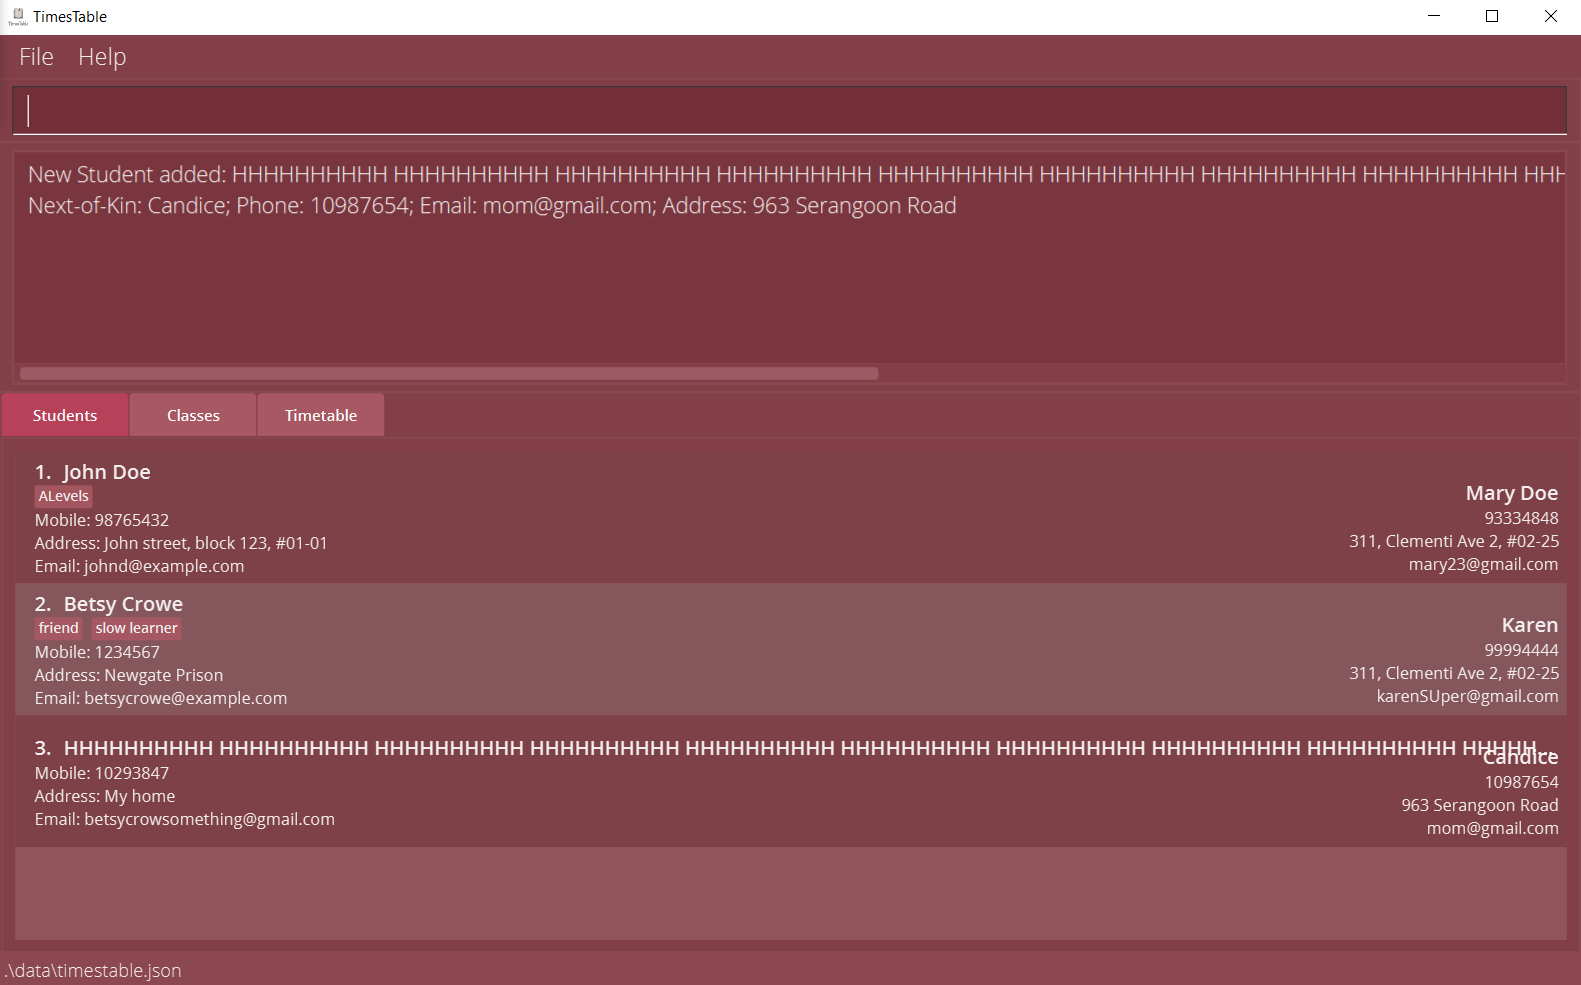 TimesTable
File Help
New Student added: HHHHHHHHHH HHHHHHHHHH HHHHHHHHHH HHHHHHHHHH HHHHHHHHHH HHHHHHHHHH HHHHHHHHHH HHHHHHHHHH HHH
Next-of-Kin: Candice; Phone: 10987654; Email: mom@gmail.com; Address: 963 Serangoon Road
Students Classes Timetable
1. John Doe
ALevels
Mobile: 98765432
Address: John street, block 123, #01-01
Email: johnd@example.com
Mary Doe
93334848
311, Clementi Ave 2, #02-25
mary23@gmail.com
2. Betsy Crowe
friend slow learner
Mobile: 1234567
Address: Newgate Prison
Email: betsycrowe@example.com
Karen
99994444
311, Clementi Ave 2, #02-25
karenSUper@gmail.com
3. HHHHHHHHHH HHHHHHHHHH HHHHHHHHHH HHHHHHHHHH HHHHHHHHHH HHHHHHHHHH HHHHHHHHHH HHHHHHHHHH HHHHHHHHHH HHHHH...
Mobile: 10293847
Address: My home
Email: betsycrowsomething@gmail.com
Candice
10987654
963 Serangoon Road
mom@gmail.com
.\data\timestable.json